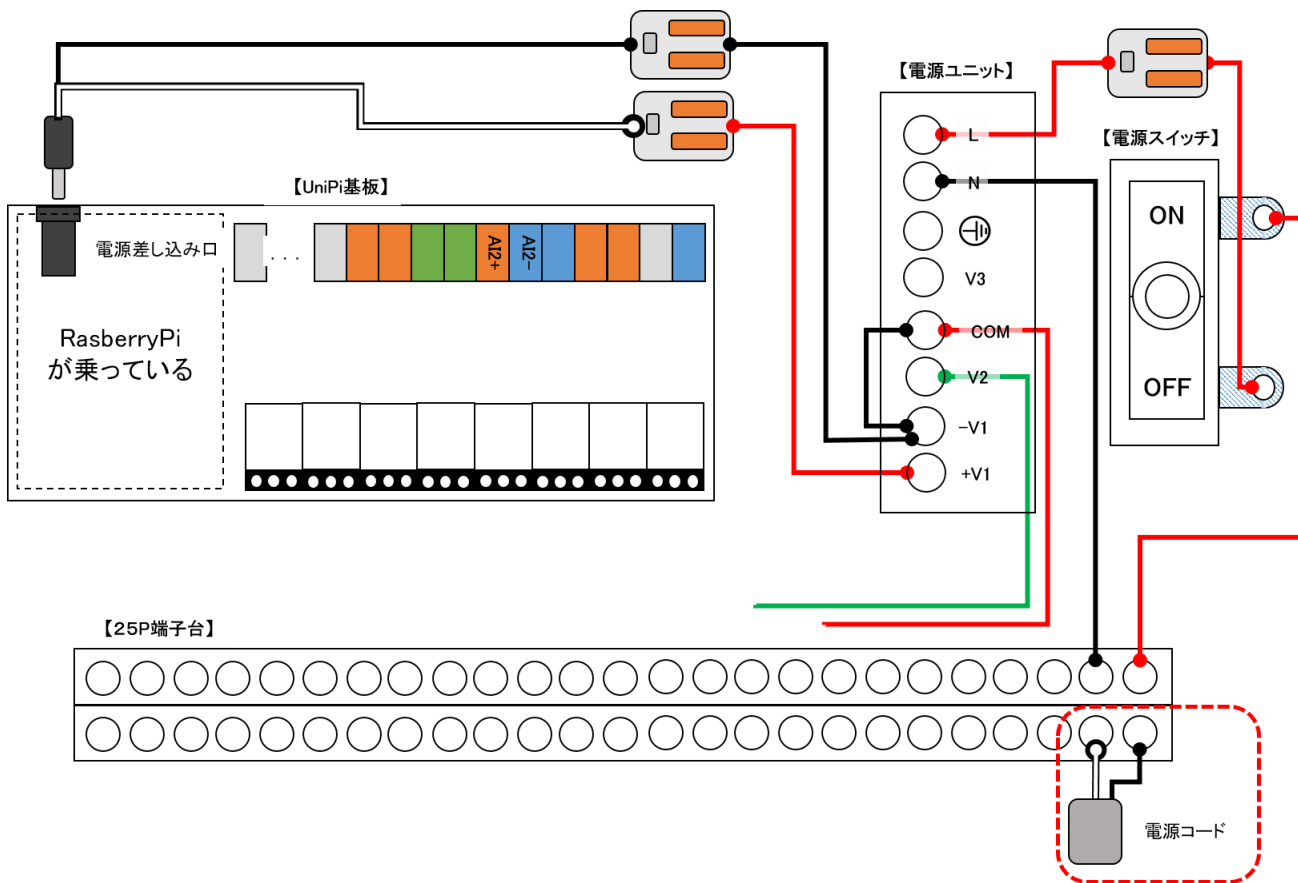 【電源ユニット】
L
N
V3
COM
V2
-V1
+V1
【電源スイッチ】
ON
OFF
【UniPi基板】
電源差し込み口
・・・
AI2+
AI2-
RasberryPi
が乗っている
【25P端子台】
電源コード